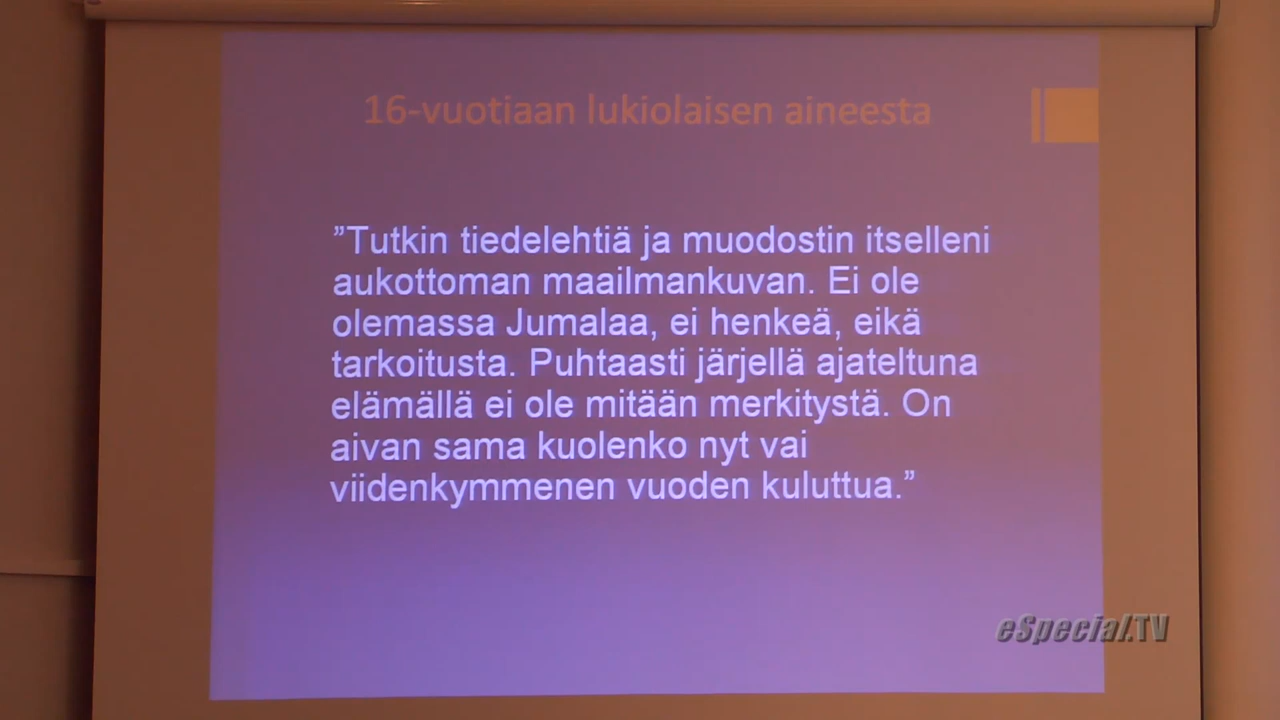 16-vuotiaan lukiolaisen aineesta
”Tutkin tiedelehtiä ja muodostin itselleni
aukottoman maailmankuvan. Ei ole
olemassa Jumalaa, ei henkeä, eikä
tarkoitusta. Puhtaasti järjellä ajateltuna
elämällä ei ole mitään merkitystä. On
aivan sama kuolenko nyt vai
viidenkymmenen vuoden kuluttua.”
eSpecial.TV